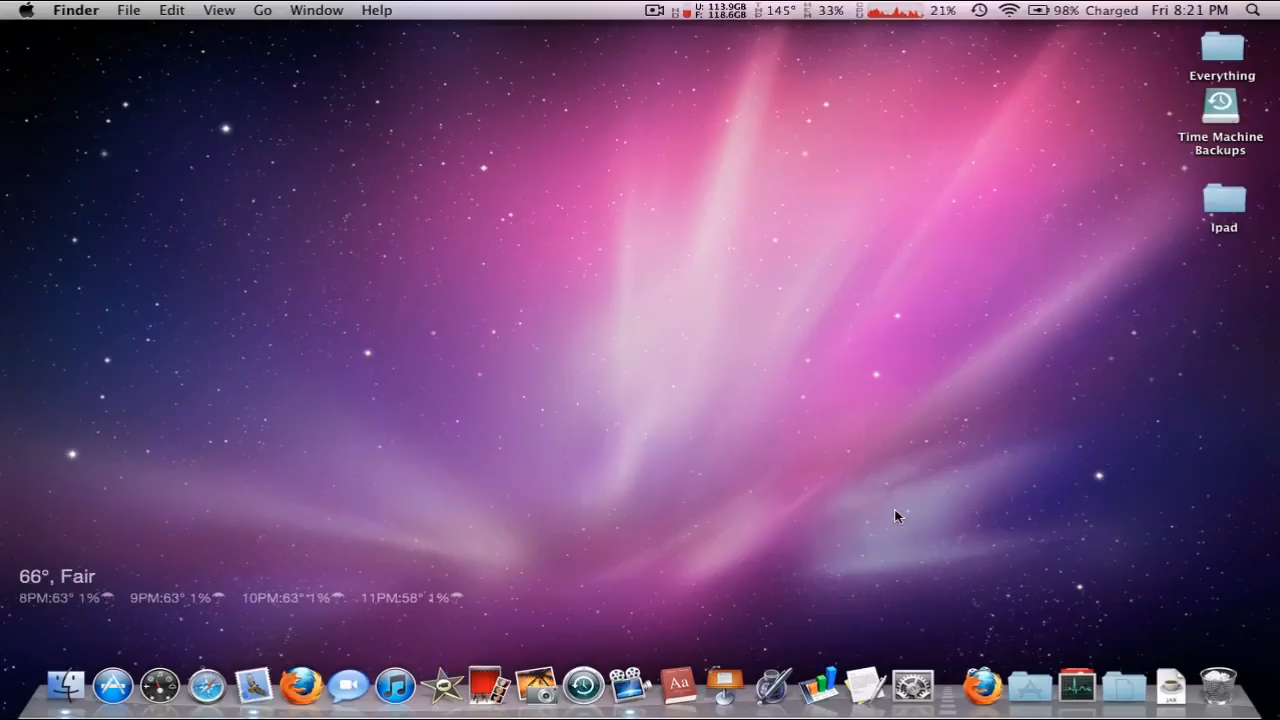 Finder File Edit View Go Window Help U: 113.9GB 145° 33% 21% 98% Charged Fri 8:21 PM
F: 118.6GB
Everything
Time Machine
Backups
Ipad
66°, Fair
8PM:63° 1% 9PM:63° 1% 10PM:63° 1% 11PM:58° 1%
Aa
JAR